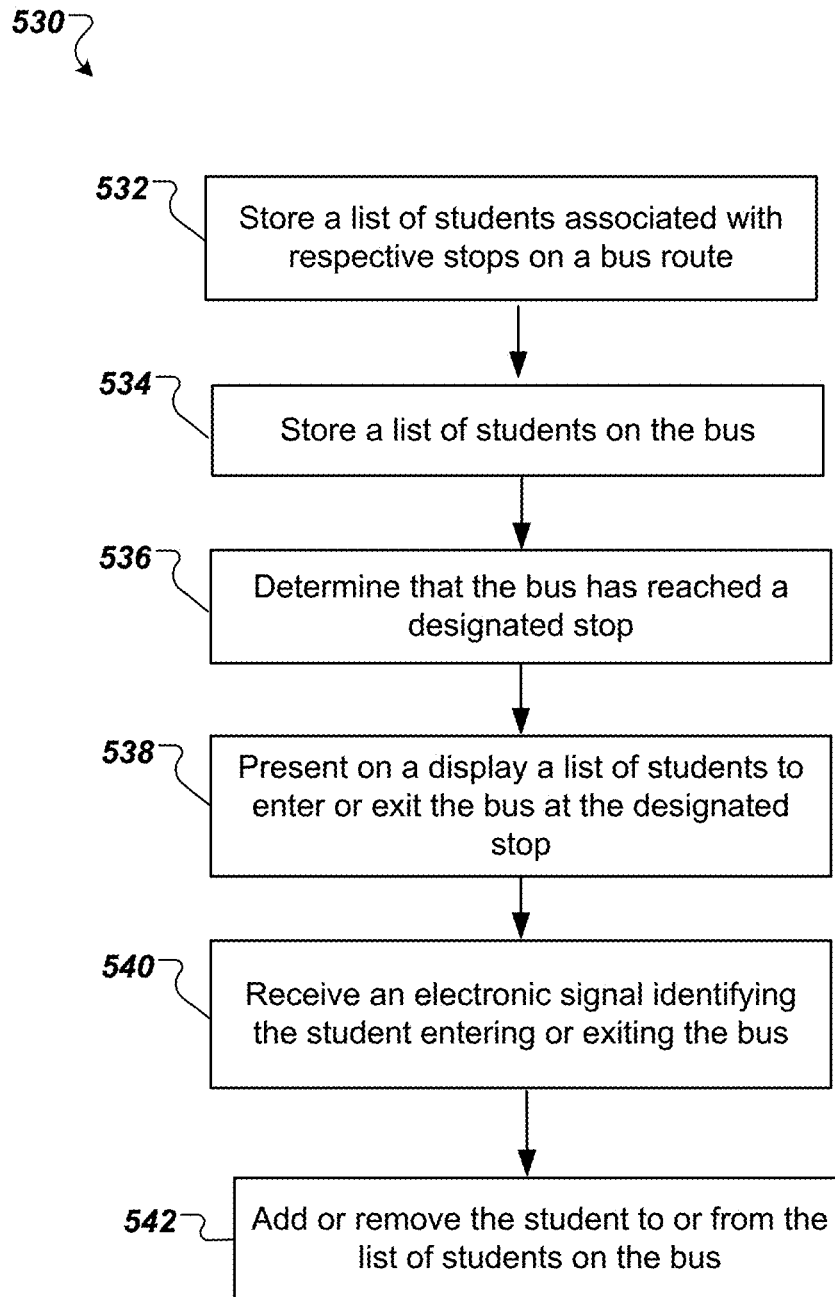 530
532
Store a list of students associated with
respective stops on a bus route
534
Store a list of students on the bus
536
Determine that the bus has reached a
designated stop
538
Present on a display a list of students to
enter or exit the bus at the designated
stop
540
Receive an electronic signal identifying
the student entering or exiting the bus
542
Add or remove the student to or from the
list of students on the bus